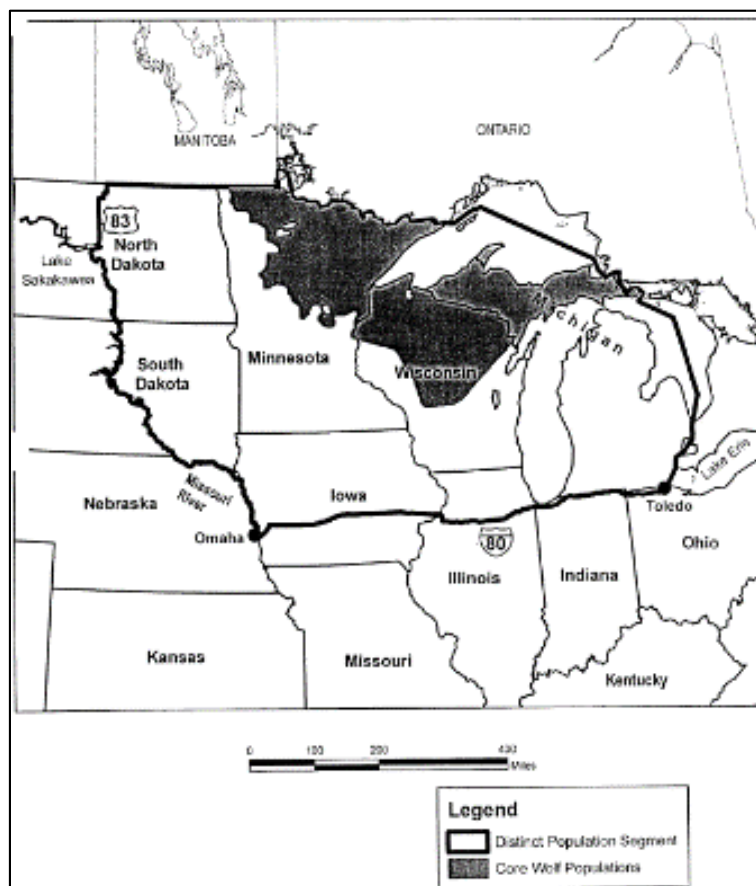 MANITOBA
ONTARIO
83
North
Dakota
Lake
Sakakawea
South
Dakota
Minnesota
Wisconsin
Michigan
Lake Erie
Nebraska
Missouri
River
Iowa
Omaha
80
Toledo
Ohio
Illinois
Indiana
Kansas
Missouri
Kentucky
0 100 200 400
Miles
Legend
Distinct Population Segment
Core Wolf Populations